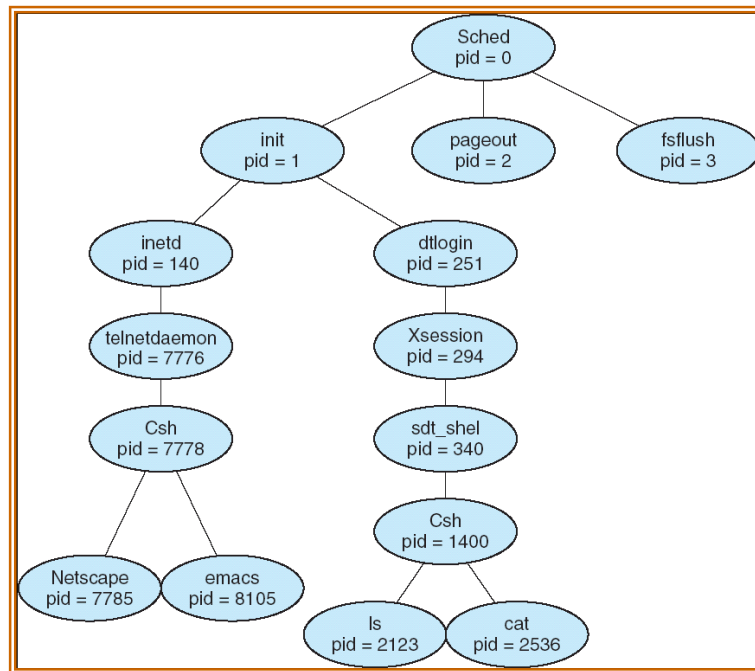 Sched
pid = 0
init
pid = 1
pageout
pid = 2
fsflush
pid = 3
inetd
pid = 140
dtlogin
pid = 251
telnetdaemon
pid = 7776
Xsession
pid = 294
Csh
pid = 7778
sdt_shel
pid = 340
Csh
pid = 1400
Netscape
pid = 7785
emacs
pid = 8105
ls
pid = 2123
cat
pid = 2536